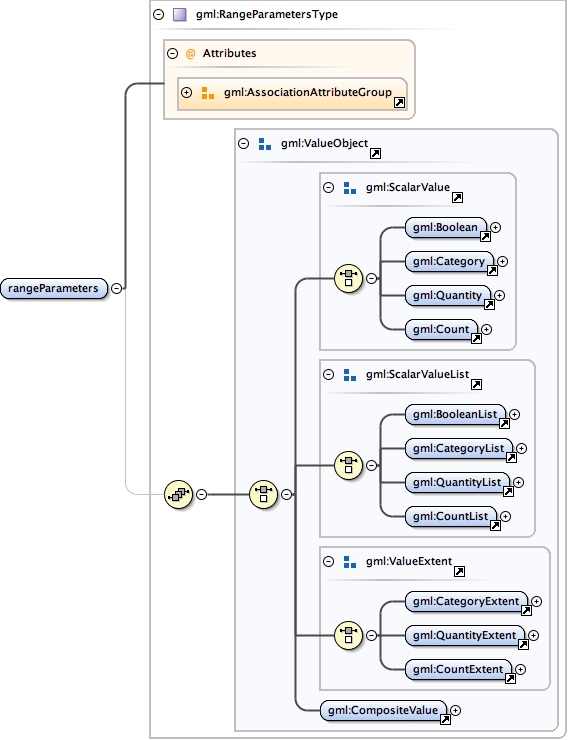 gml:RangeParametersType
@ Attributes
gml:AssociationAttributeGroup
gml:ValueObject
gml:ScalarValue
gml:Boolean
gml:Category
gml:Quantity
gml:Count
rangeParameters
gml:ScalarValueList
gml:BooleanList
gml:CategoryList
gml:QuantityList
gml:CountList
gml:ValueExtent
gml:CategoryExtent
gml:QuantityExtent
gml:CountExtent
gml:CompositeValue